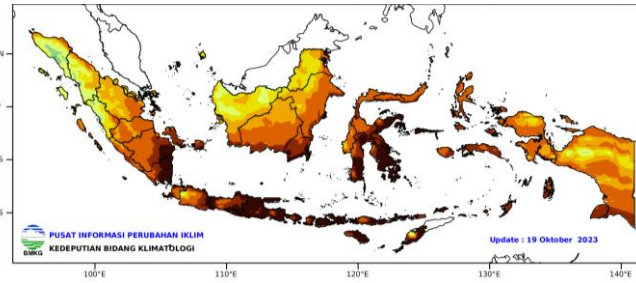 N
S
S
PUSAT INFORMASI PERUBAHAN IKLIM
KEDEPUTIAN BIDANG KLIMATOLOGI
BMKG
Update : 19 Oktober 2023
100°E
110°E
120°E
130°E
140°E